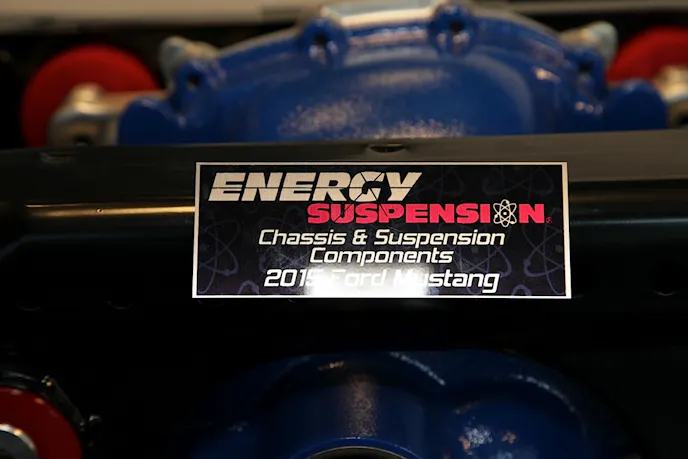 ENERGY
SUSPENSION®
Chassis & Suspension
Components
2015 Ford Mustang